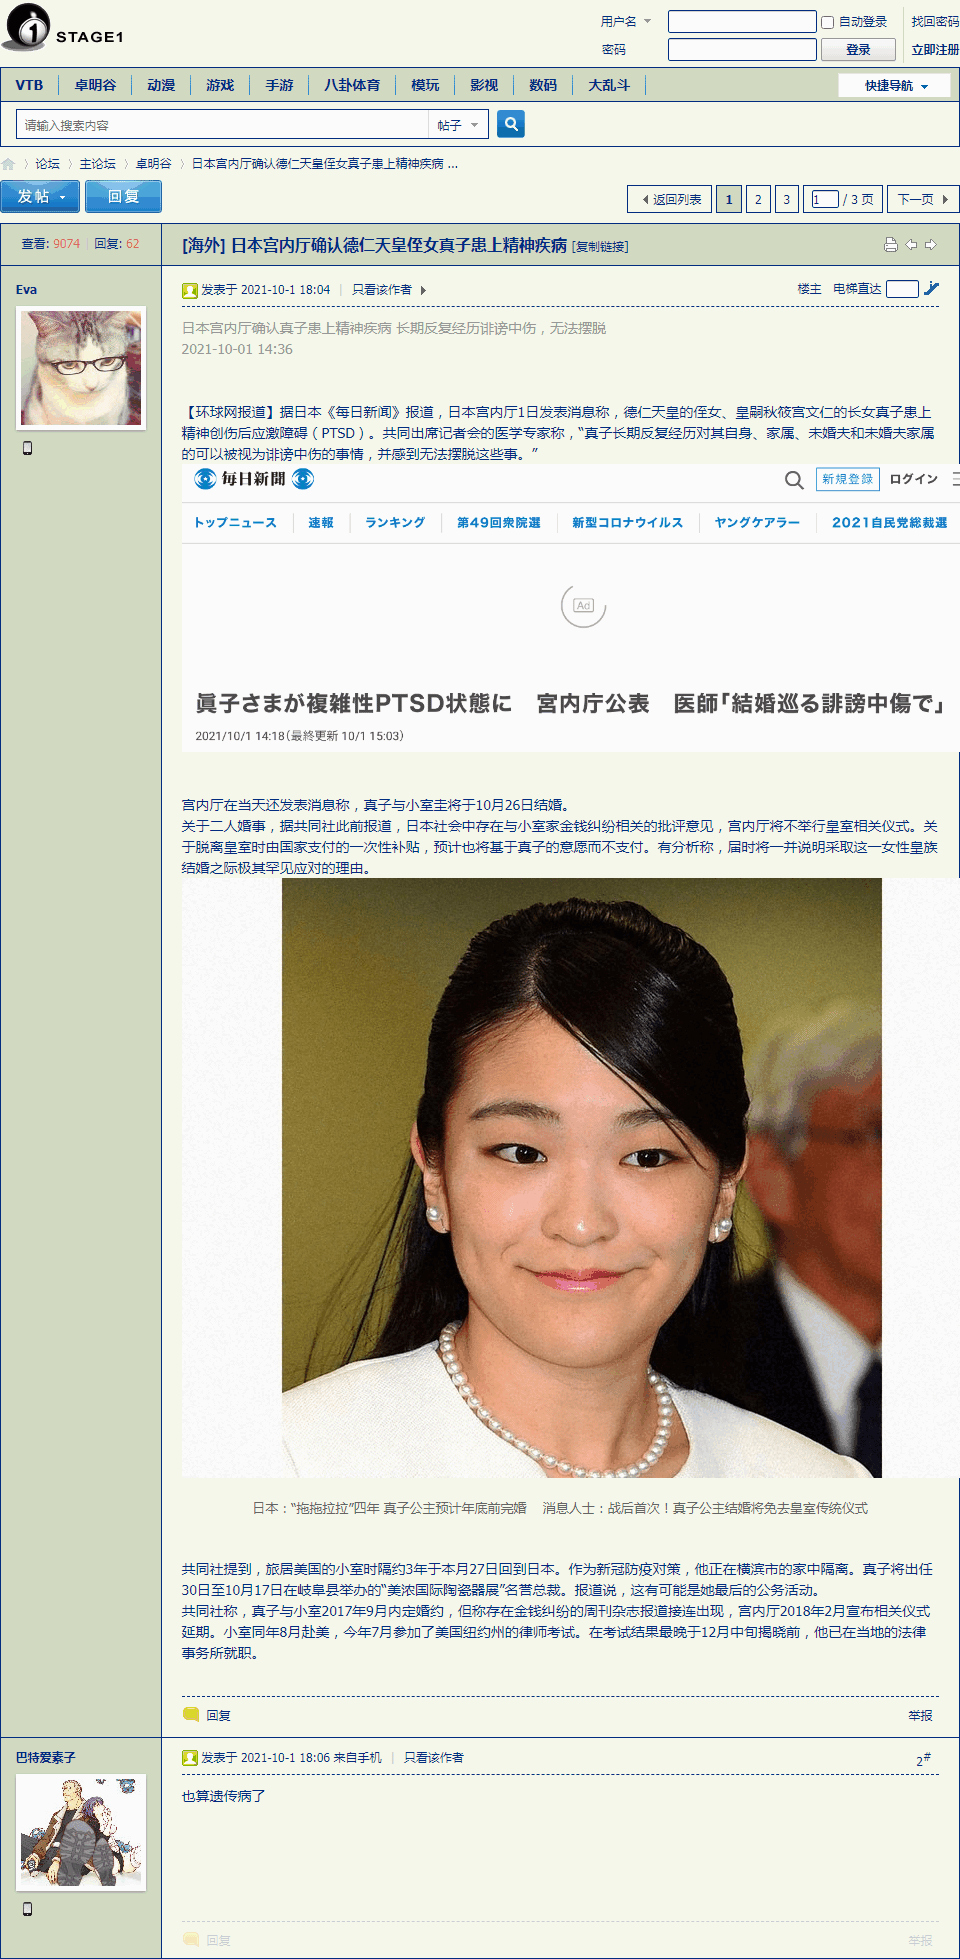 STAGE1
用户名
自动登录
找回密码
密码
登录
立即注册
VTB
卓明谷
动漫
游戏
手游
八卦体育
模玩
影视
数码
大乱斗
快捷导航
请输入搜索内容
帖子
论坛
主论坛
卓明谷
日本宫内厅确认德仁天皇侄女真子患上精神疾病 ...
发帖
回复
返回列表
1
2
3
1 / 3 页
下一页
查看: 9074 | 回复: 62
[海外] 日本宫内厅确认德仁天皇侄女真子患上精神疾病 [复制链接]
Eva
发表于 2021-10-1 18:04 | 只看该作者
楼主 电梯直达
日本宫内厅确认真子患上精神疾病 长期反复经历诽谤中伤，无法摆脱
2021-10-01 14:36
【环球网报道】据日本《每日新闻》报道，日本宫内厅1日发表消息称，德仁天皇的侄女、皇嗣秋筱宫文仁的长女真子患上
精神创伤后应激障碍（PTSD）。共同出席记者会的医学专家称，“真子长期反复经历对其自身、家属、未婚夫和未婚夫家属
的可以被视为诽谤中伤的事情，并感到无法摆脱这些事。”
毎日新聞
新規登録
ログイン
トップニュース
速報
ランキング
第49回衆院選
新型コロナウイルス
ヤングケアラー
2021自民党総裁選
Ad
眞子さまが複雑性PTSD状態に　宮内庁公表　医師「結婚巡る誹謗中傷で」
2021/10/1 14:18（最終更新 10/1 15:03）
宫内厅在当天还发表消息称，真子与小室圭将于10月26日结婚。
关于二人婚事，据共同社此前报道，日本社会中存在与小室家金钱纠纷相关的批评意见，宫内厅将不举行皇室相关仪式。关
于脱离皇室时由国家支付的一次性补贴，预计也将基于真子的意愿而不支付。有分析称，届时将一并说明采取这一女性皇族
结婚之际极其罕见应对的理由。
日本：“拖拖拉拉”四年 真子公主预计年底前完婚　消息人士：战后首次！真子公主结婚将免去皇室传统仪式
共同社提到，旅居美国的小室时隔约3年于本月27日回到日本。作为新冠防疫对策，他正在横滨市的家中隔离。真子将出任
30日至10月17日在岐阜县举办的“美浓国际陶瓷器展”名誉总裁。报道说，这有可能是她最后的公务活动。
共同社称，真子与小室2017年9月内定婚约，但称存在金钱纠纷的周刊杂志报道接连出现，宫内厅2018年2月宣布相关仪式
延期。小室同年8月赴美，今年7月参加了美国纽约州的律师考试。在考试结果最晚于12月中旬揭晓前，他已在当地的法律
事务所就职。
回复
举报
巴特爱素子
发表于 2021-10-1 18:06 来自手机 | 只看该作者
2#
也算遗传病了
回复
举报